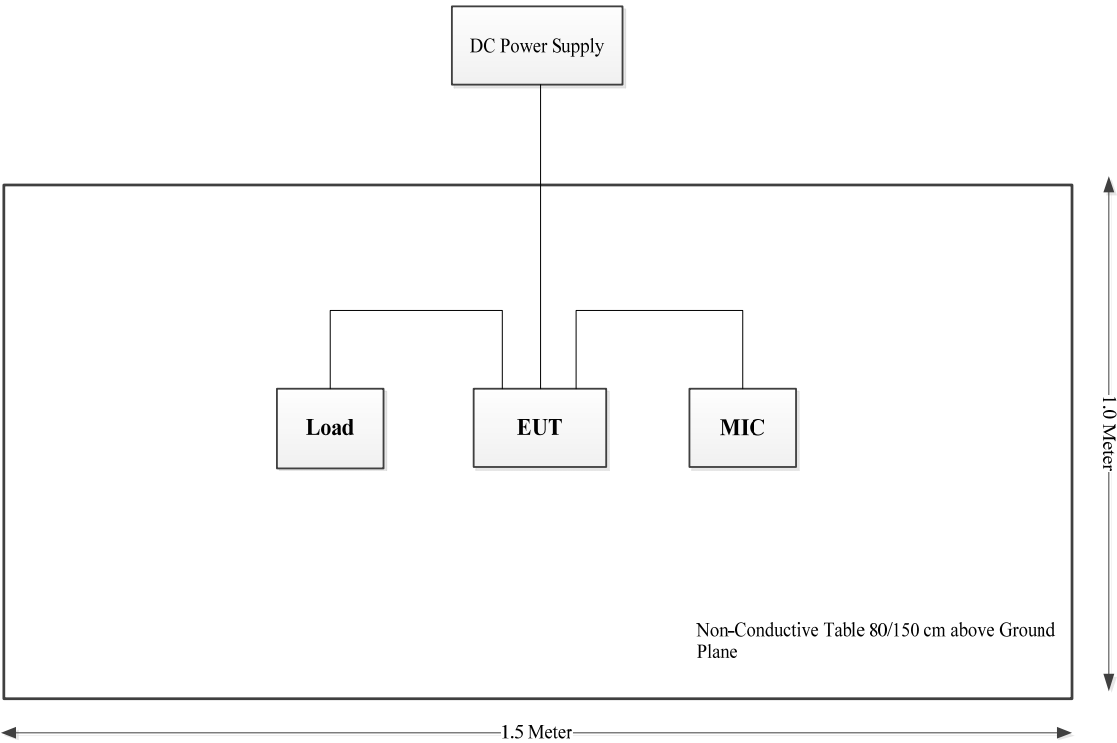 DC Power Supply
Load
EUT
MIC
1.0 Meter
Non-Conductive Table 80/150 cm above Ground
Plane
1.5 Meter